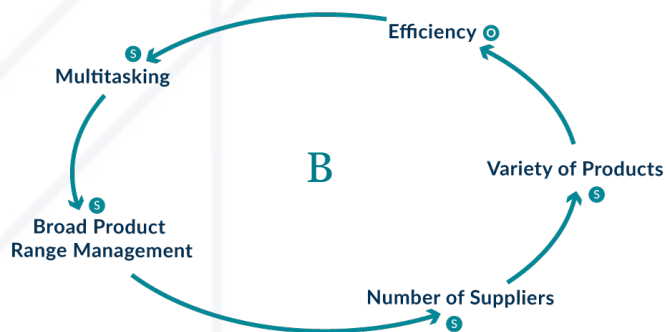 Efficiency O
S
Multitasking
B
Variety of Products
S
S
Broad Product
Range Management
Number of Suppliers
S